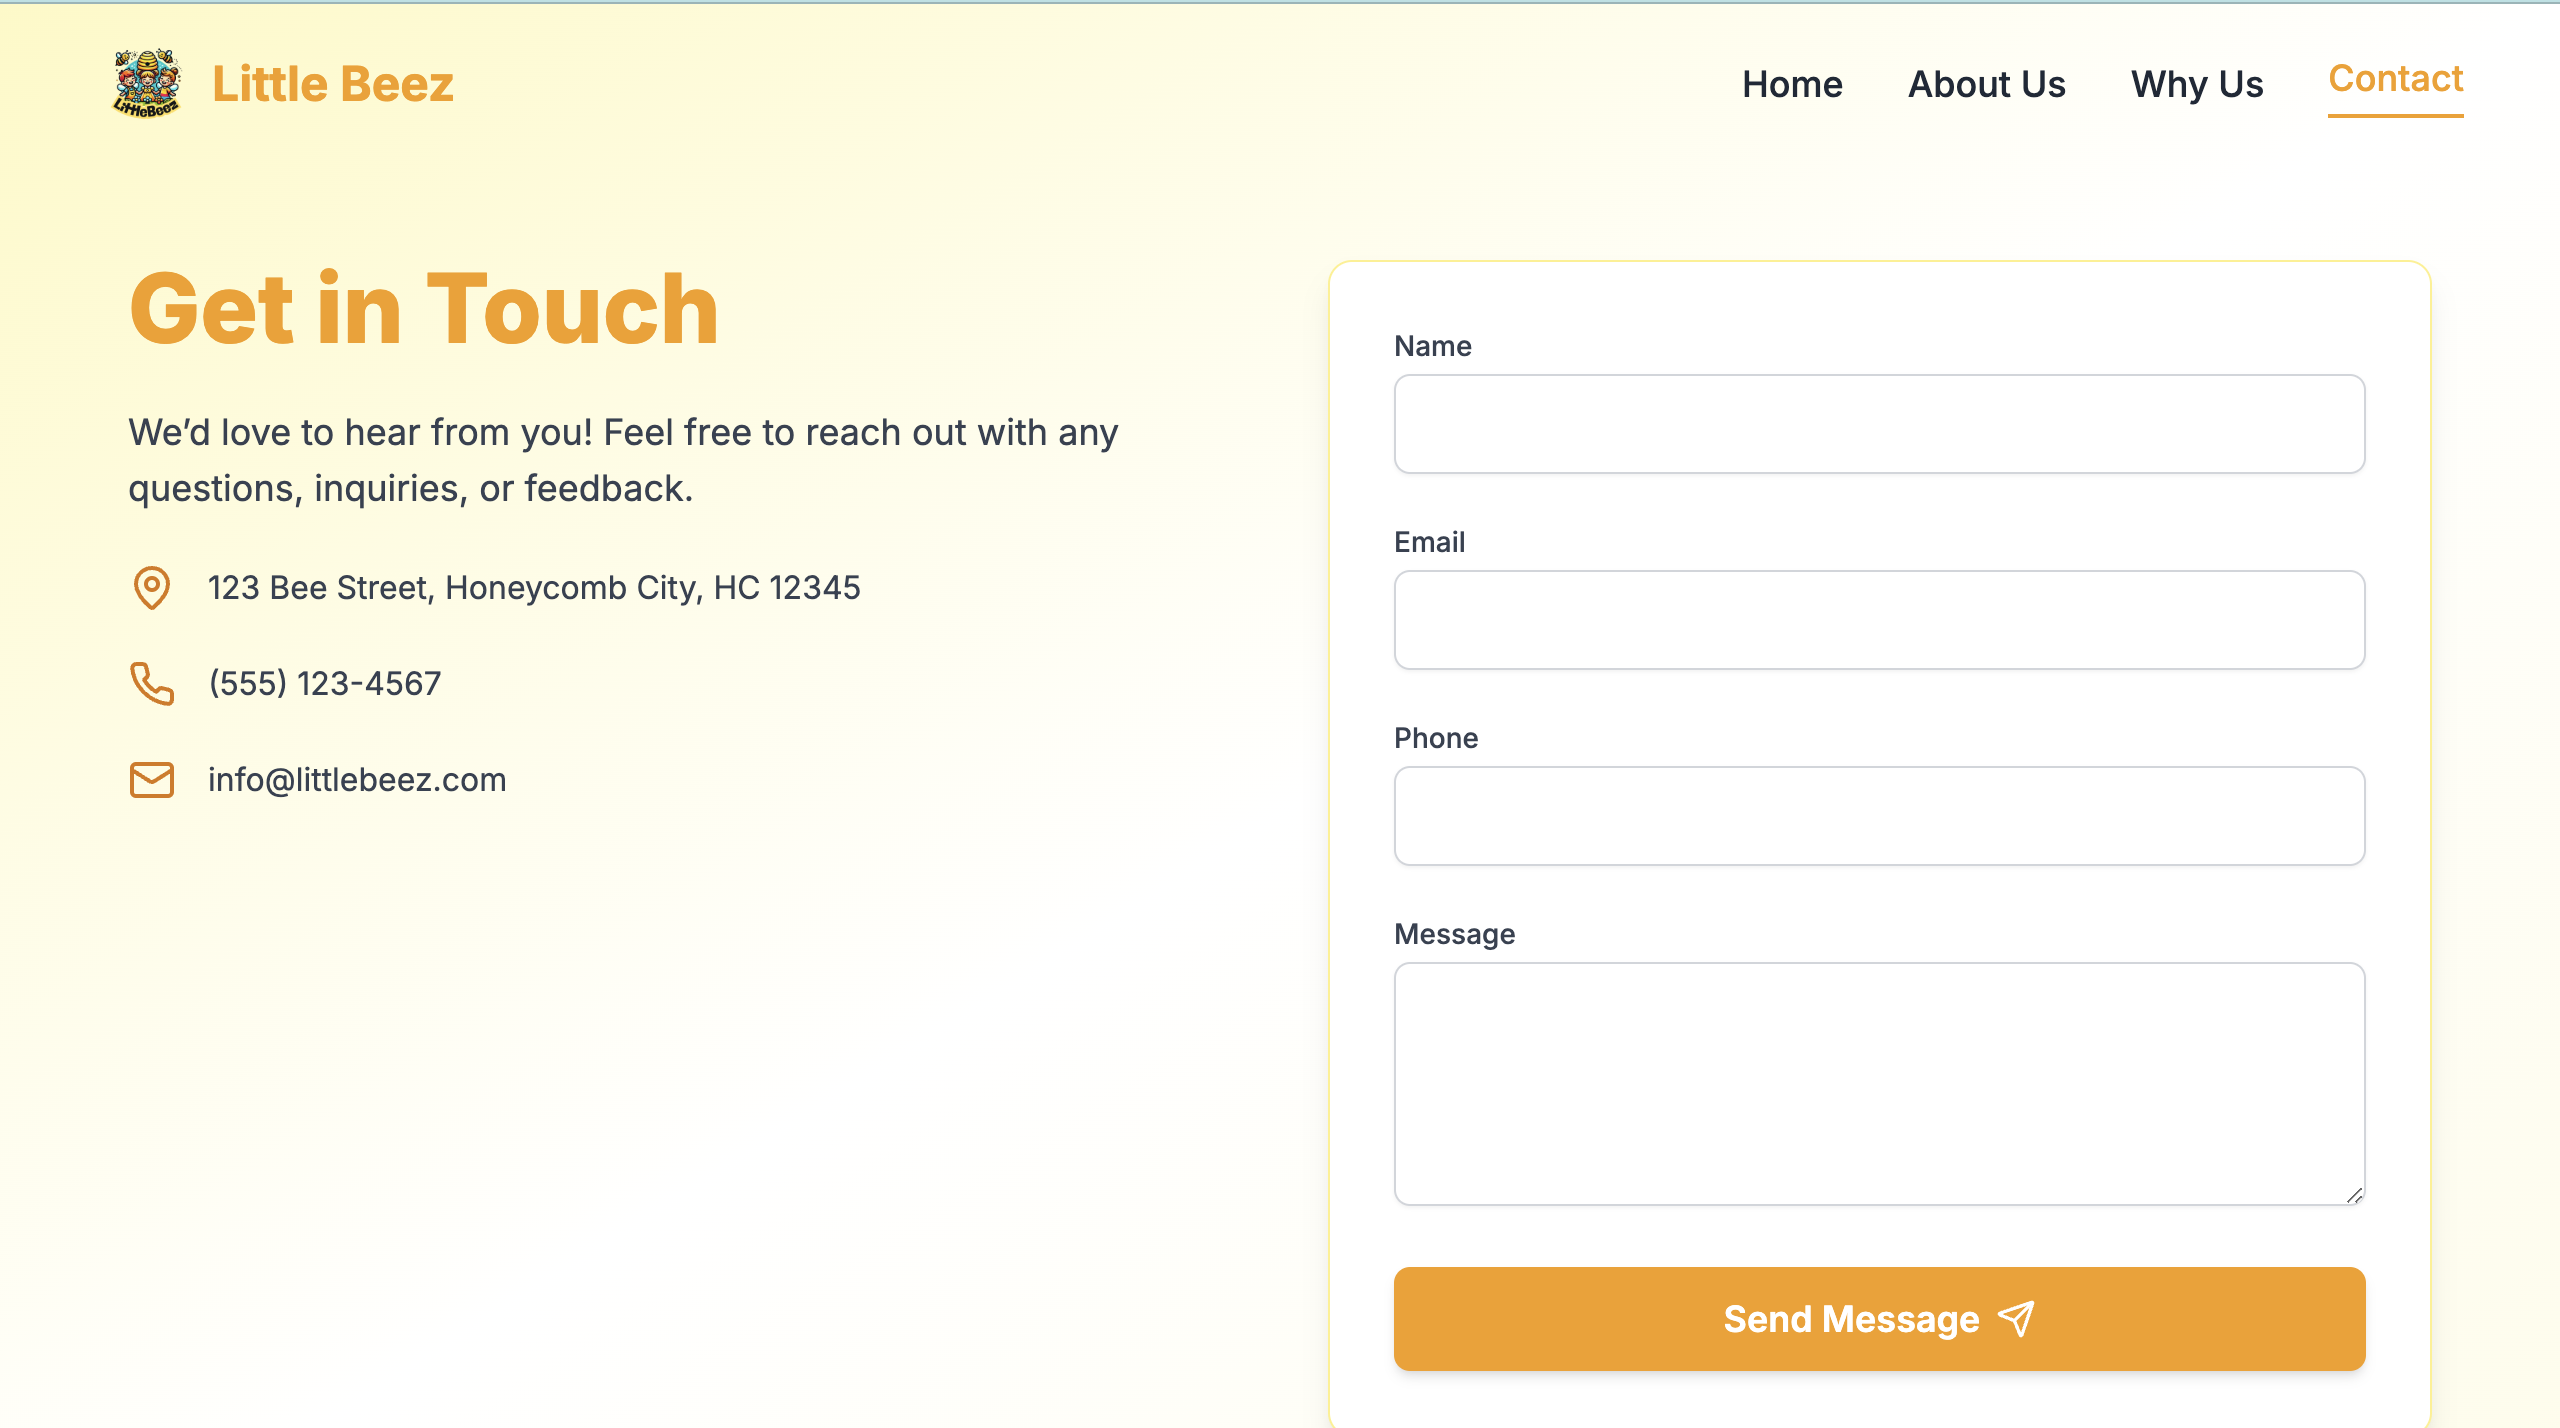 LittleBeez
Little Beez
Home
About Us
Why Us
Contact
Get in Touch
We’d love to hear from you! Feel free to reach out with any
questions, inquiries, or feedback.
123 Bee Street, Honeycomb City, HC 12345
(555) 123-4567
info@littlebeez.com
Name
Email
Phone
Message
Send Message